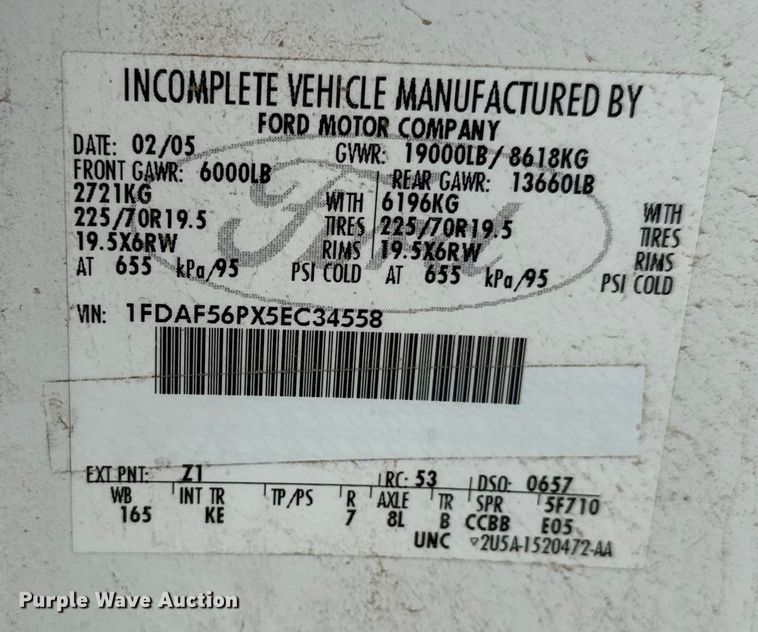 INCOMPLETE VEHICLE MANUFACTURED BY
FORD MOTOR COMPANY
DATE: 02/05 GVWR: 19000LB/ 8618KG
FRONT GAWR: 6000LB REAR GAWR: 13660LB
2721KG WITH 6196KG WITH
225/70R19.5 TIRES 225/70R19.5 TIRES
19.5X6RW RIMS 19.5X6RW RIMS
AT 655 kPa/95 PSI COLD AT 655 kPa/95 PSI COLD
VIN: 1FDAF56PX5EC34558
EXT PNT: Z1 RC: 53 DSO: 0657
WB INT TR TP/PS R AXLE TR SPR 5F710
165 KE 7 8L B CCBB E05
UNC 2U5A-1520472-AA
Ford
Purple Wave Auction